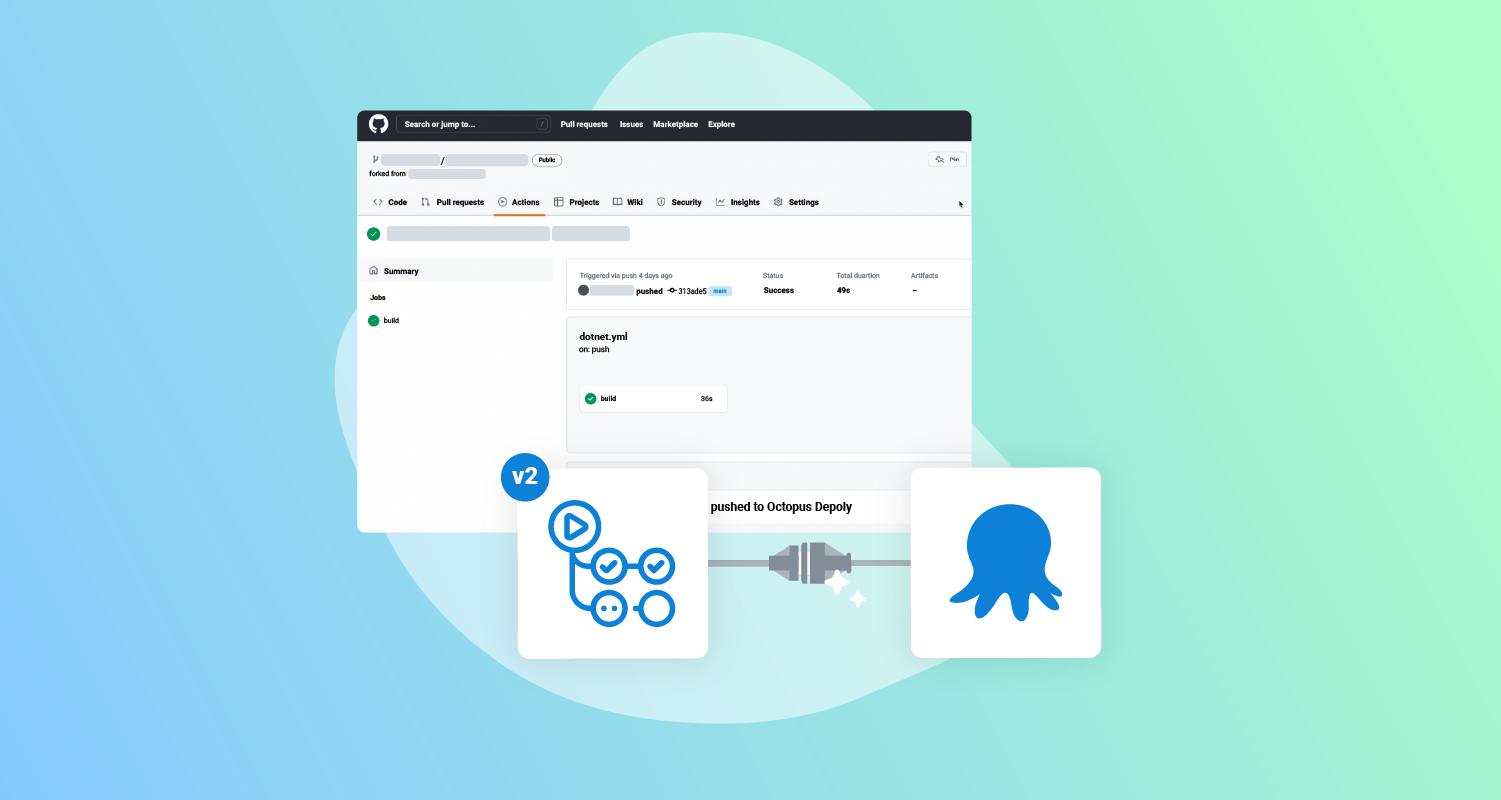 Search or jump to... / Pull requests Issues Marketplace Explore
/ Public
Pin
forked from
Code Pull requests Actions Projects Wiki Security Insights Settings
Summary
Jobs
build
Triggered via push 4 days ago Status Total duartion Artifacts
pushed 313ade5 main Success 49s –
dotnet.yml
on: push
build 36s
v2
pushed to Octopus Depoly